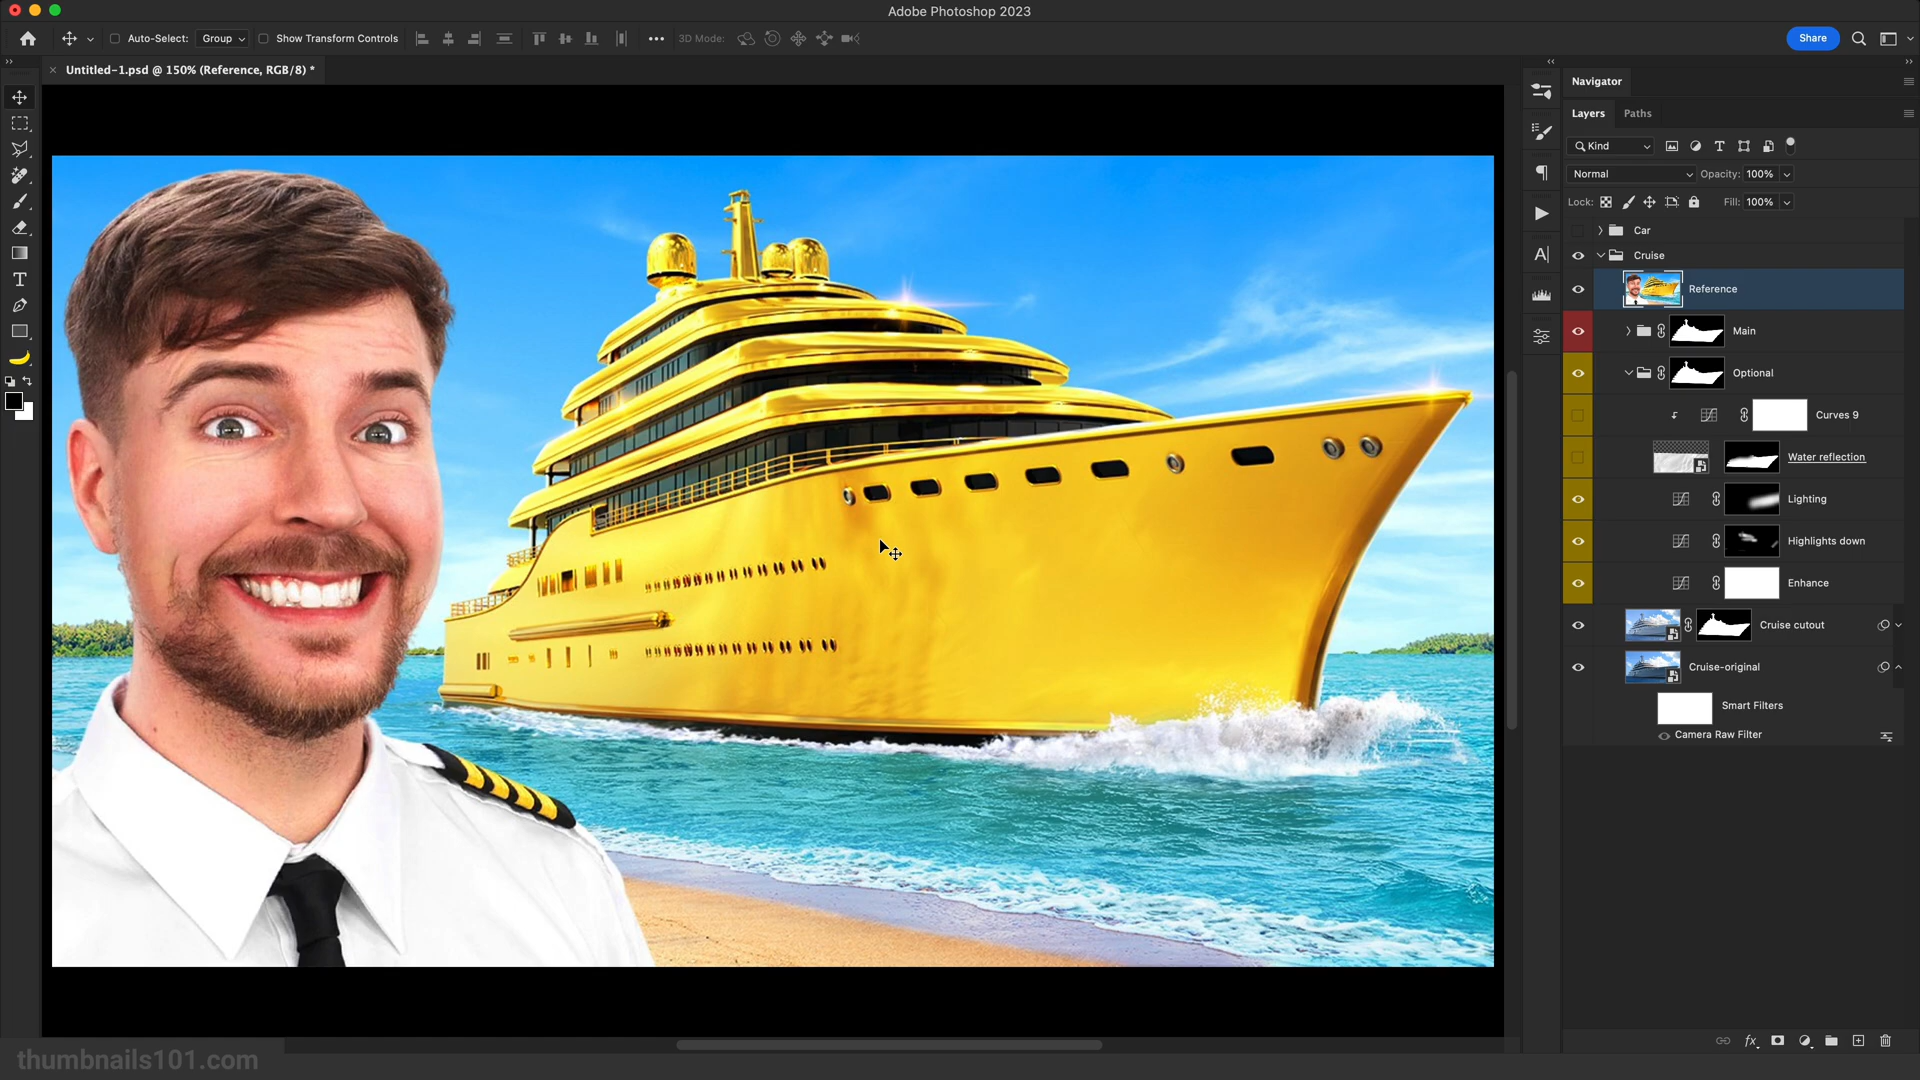 Adobe Photoshop 2023
Auto-Select: Group Show Transform Controls 3D Mode: Share
Untitled-1.psd @ 150% (Reference, RGB/8) *
Navigator
Layers Paths
Kind
Normal Opacity: 100%
Lock: Fill: 100%
Car
Cruise
Reference
Main
Optional
Curves 9
Water reflection
Lighting
Highlights down
Enhance
Cruise cutout
Cruise-original
Smart Filters
Camera Raw Filter
thumbnails101.com